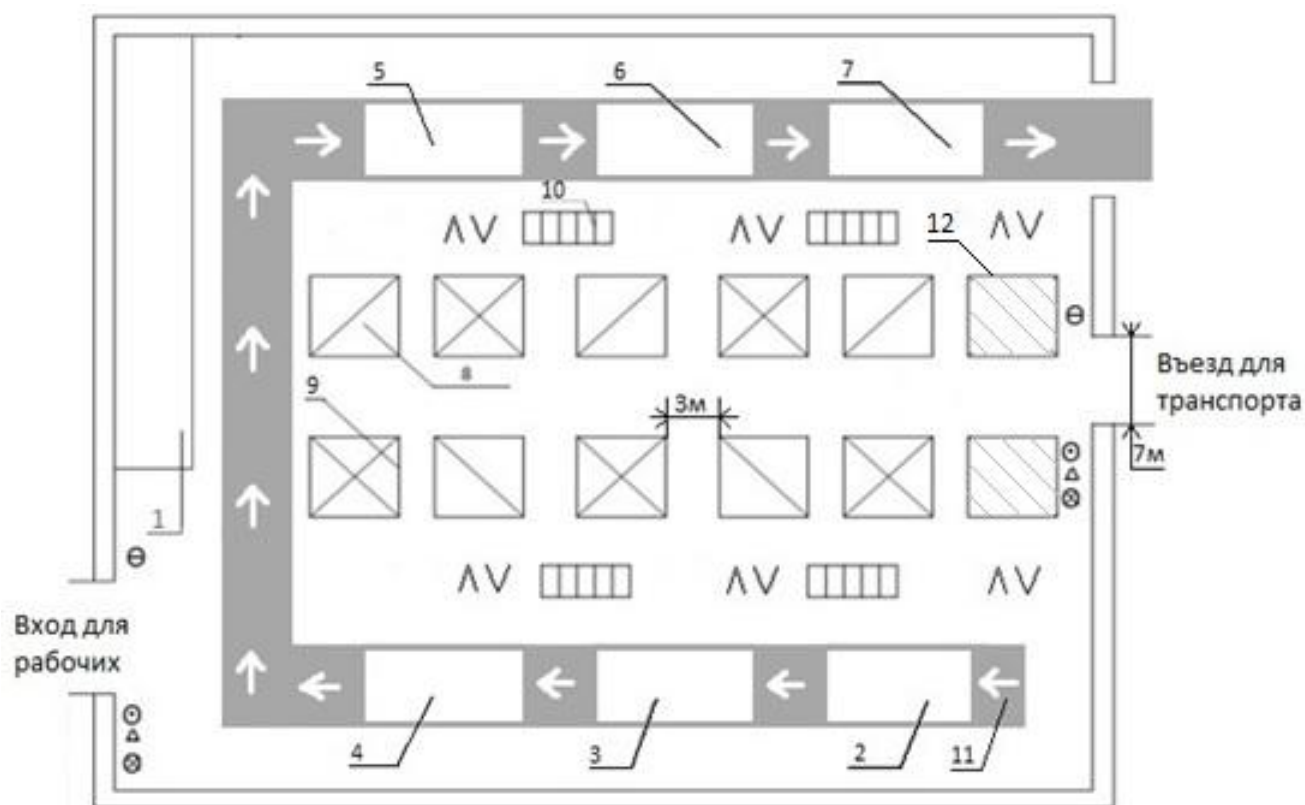 5
6
7
10
12
8
9
3м
Въезд для
транспорта
7м
1
Вход для
рабочих
4
3
2
11